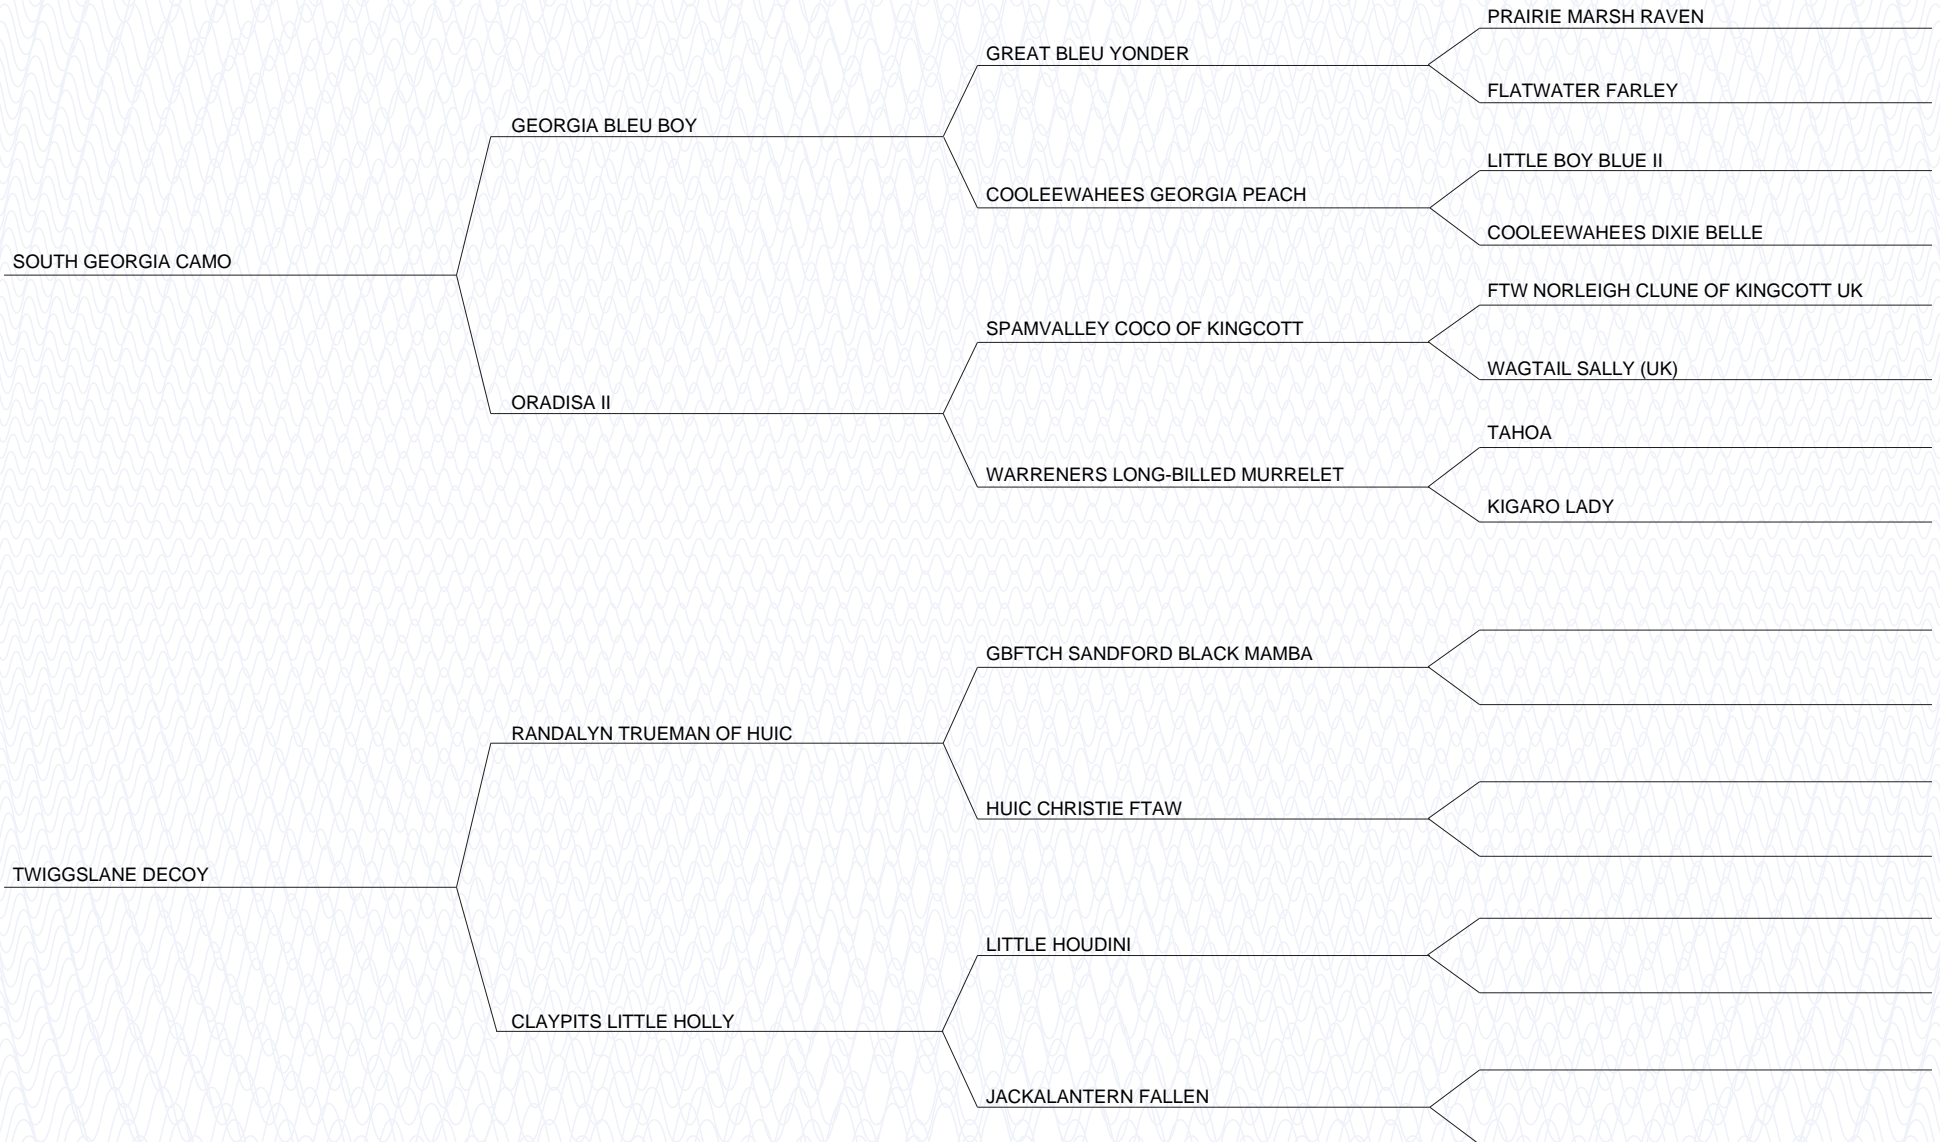 PRAIRIE MARSH RAVEN
GREAT BLEU YONDER
FLATWATER FARLEY
GEORGIA BLEU BOY
LITTLE BOY BLUE II
COOLEEWAHEES GEORGIA PEACH
COOLEEWAHEES DIXIE BELLE
SOUTH GEORGIA CAMO
FTW NORLEIGH CLUNE OF KINGCOTT UK
SPAMVALLEY COCO OF KINGCOTT
WAGTAIL SALLY (UK)
ORADISA II
TAHOA
WARRENERS LONG-BILLED MURRELET
KIGARO LADY
GBFTCH SANDFORD BLACK MAMBA
RANDALYN TRUEMAN OF HUIC
HUIC CHRISTIE FTAW
TWIGGSLANE DECOY
LITTLE HOUDINI
CLAYPITS LITTLE HOLLY
JACKALANTERN FALLEN